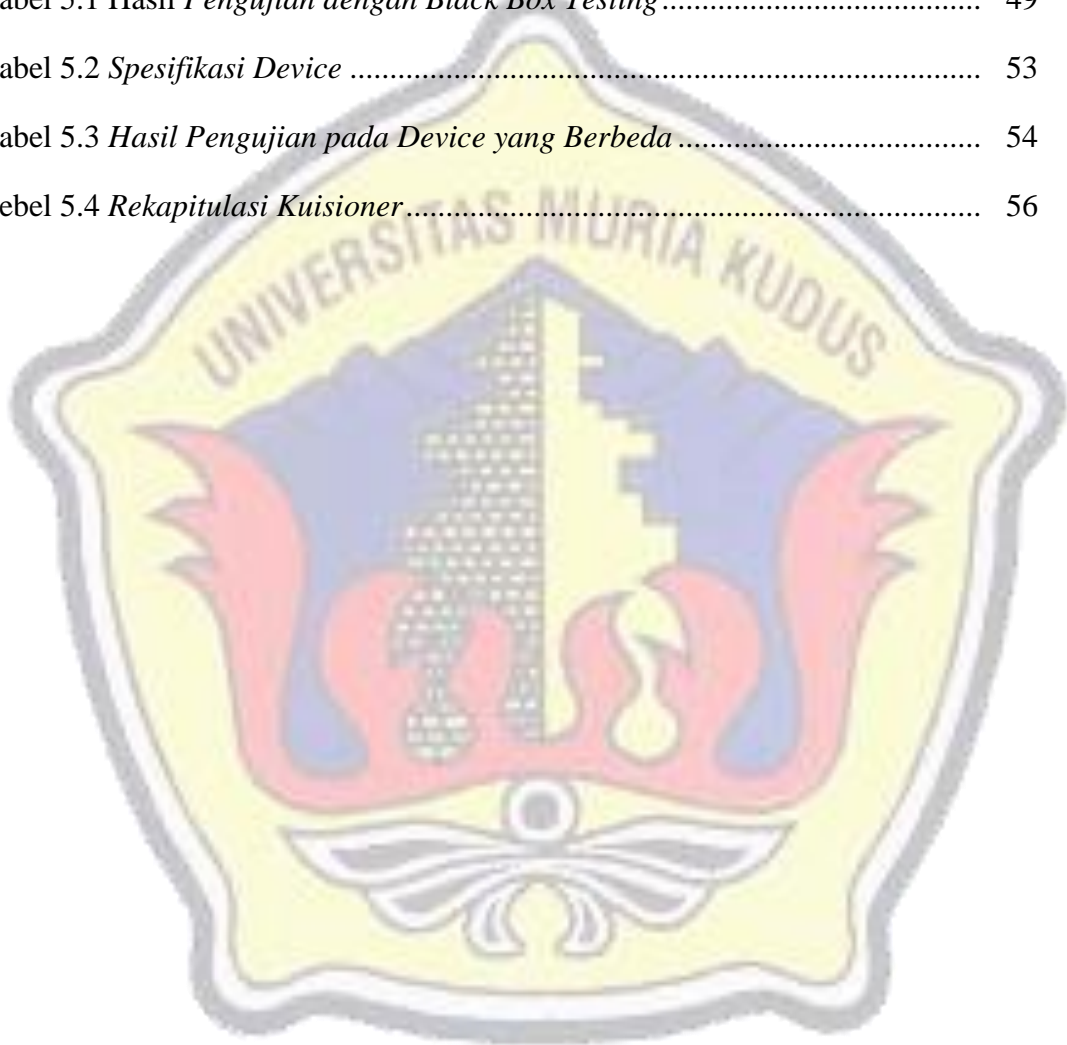 abel 5.1 Hasil Pengujian dengan Black Box Testing....................................... 49
abel 5.2 Spesifikasi Device ............................................................................. 53
abel 5.3 Hasil Pengujian pada Device yang Berbeda ..................................... 54
ebel 5.4 Rekapitulasi Kuisioner...................................................................... 56
UNIVERSITAS MURIA KUDUS